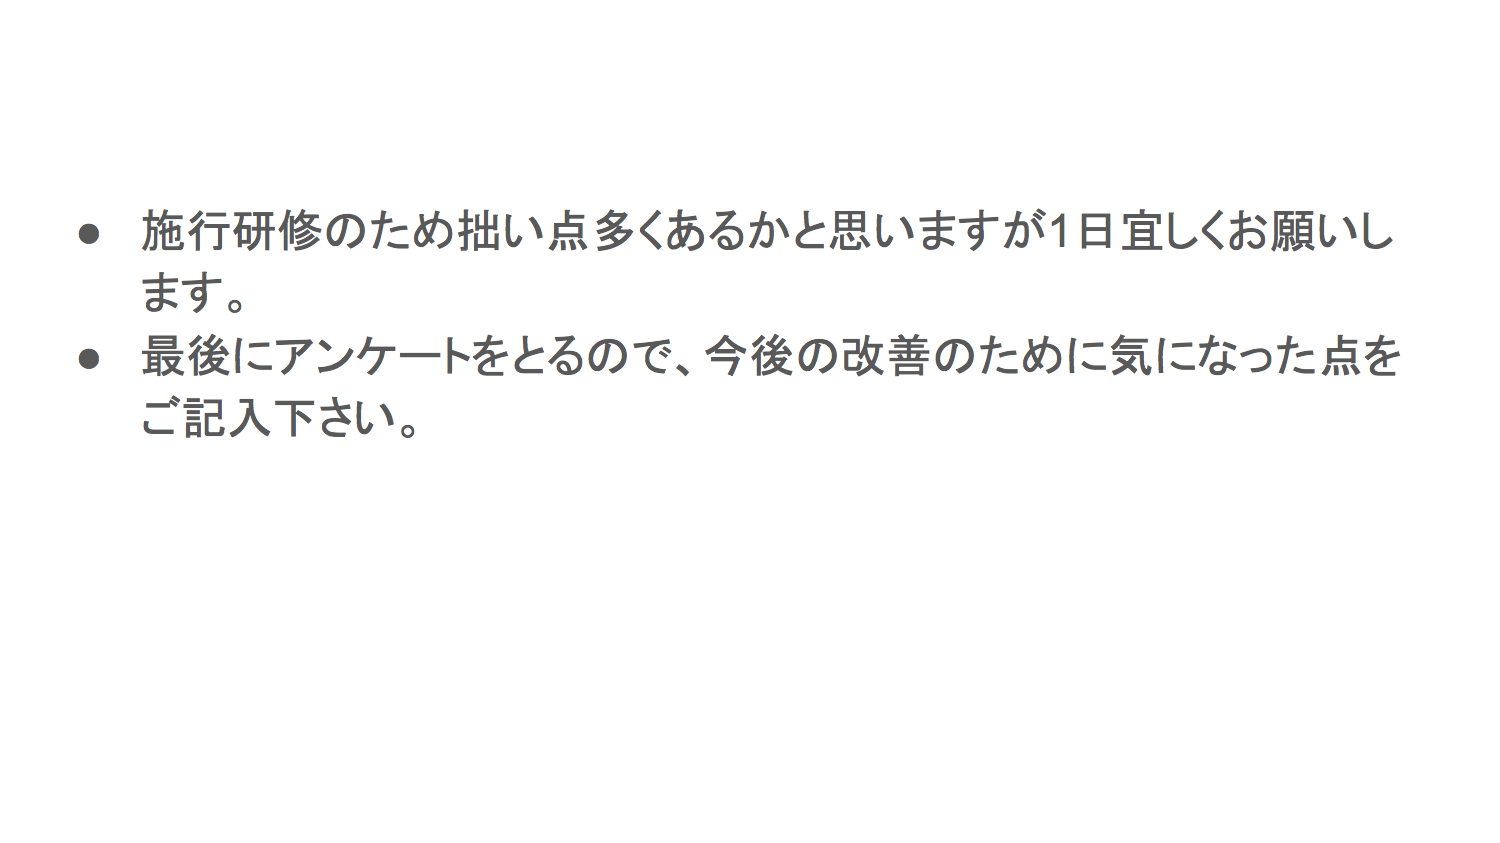 ● 施行研修のため拙い点多くあるかと思いますが1日宜しくお願いし
ます。
● 最後にアンケートをとるので、今後の改善のために気になった点を
ご記入下さい。